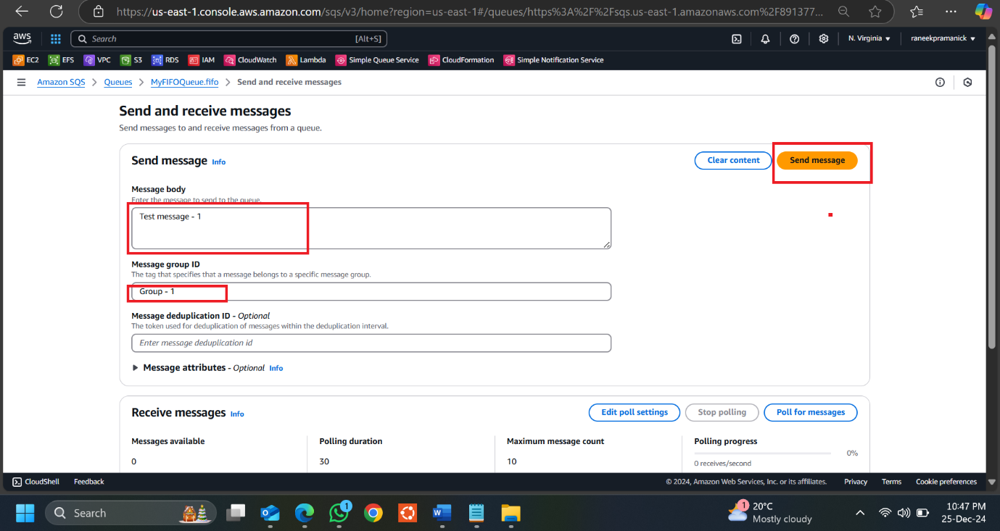 https://us-east-1.console.aws.amazon.com/sqs/v3/home?region=us-east-1#/queues/https%3A%2F%2Fsqs.us-east-1.amazonaws.com%2F891377...
aws Search [Alt+S] N. Virginia raneekpramanick
EC2 EFS VPC S3 RDS IAM CloudWatch Lambda Simple Queue Service CloudFormation Simple Notification Service
Amazon SQS > Queues > MyFIFOQueue.fifo > Send and receive messages
Send and receive messages
Send messages to and receive messages from a queue.
Send message Info Clear content Send message
Message body
Enter the message to send to the queue.
Test message - 1
Message group ID
The tag that specifies that a message belongs to a specific message group.
Group - 1
Message deduplication ID - Optional
The token used for deduplication of messages within the deduplication interval.
Enter message deduplication id
Message attributes - Optional Info
Receive messages Info Edit poll settings Stop polling Poll for messages
Messages available Polling duration Maximum message count Polling progress
0 30 10 0%
0 receives/second
CloudShell Feedback © 2024, Amazon Web Services, Inc. or its affiliates. Privacy Terms Cookie preferences
Search 1 1 20°C 10:47 PM
Mostly cloudy 25-Dec-24